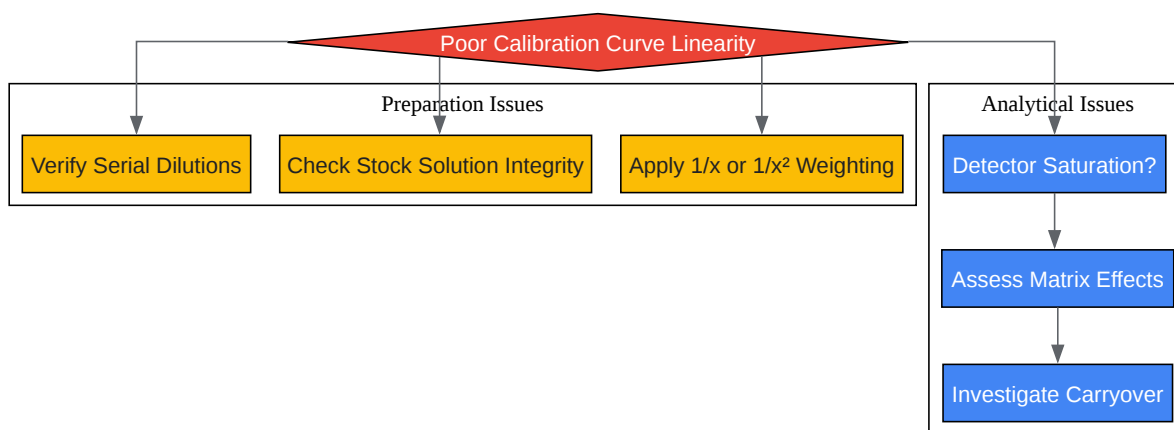 Poor Calibration Curve Linearity
Preparation Issues
Analytical Issues
Verify Serial Dilutions
Check Stock Solution Integrity
Apply 1/x or 1/x² Weighting
Detector Saturation?
Assess Matrix Effects
Investigate Carryover